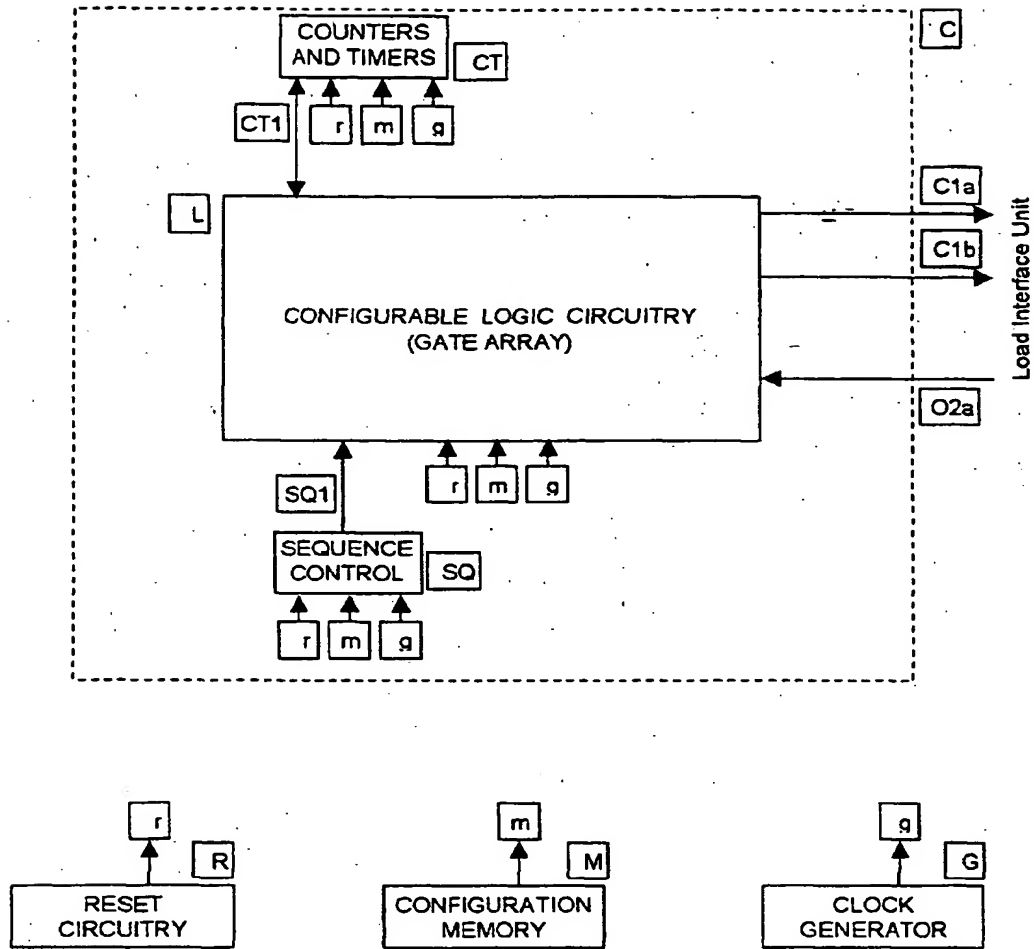 COUNTERS
AND TIMERS
CT
C
CT1
r
m
g
L
C1a
C1b
Load Interface Unit
CONFIGURABLE LOGIC CIRCUITRY
(GATE ARRAY)
O2a
SQ1
r
m
g
SEQUENCE
CONTROL
SQ
r
m
g
r
R
RESET
CIRCUITRY
m
M
CONFIGURATION
MEMORY
g
G
CLOCK
GENERATOR